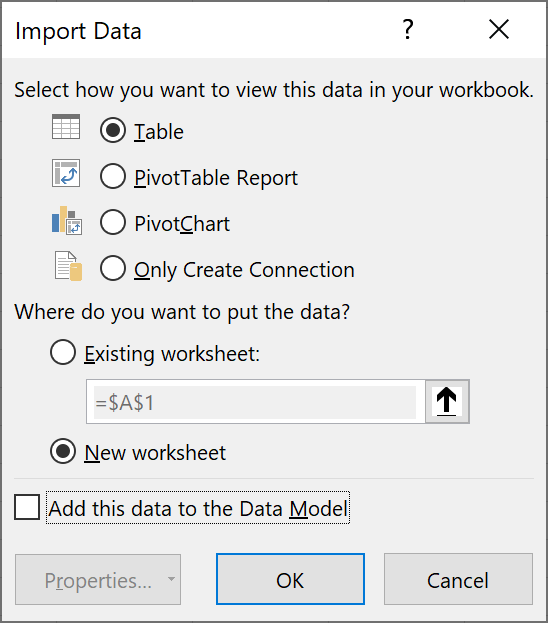 Import Data
?
Select how you want to view this data in your workbook.
Table
PivotTable Report
PivotChart
Only Create Connection
Where do you want to put the data?
Existing worksheet:
=$A$1
New worksheet
Add this data to the Data Model
Properties...
OK
Cancel